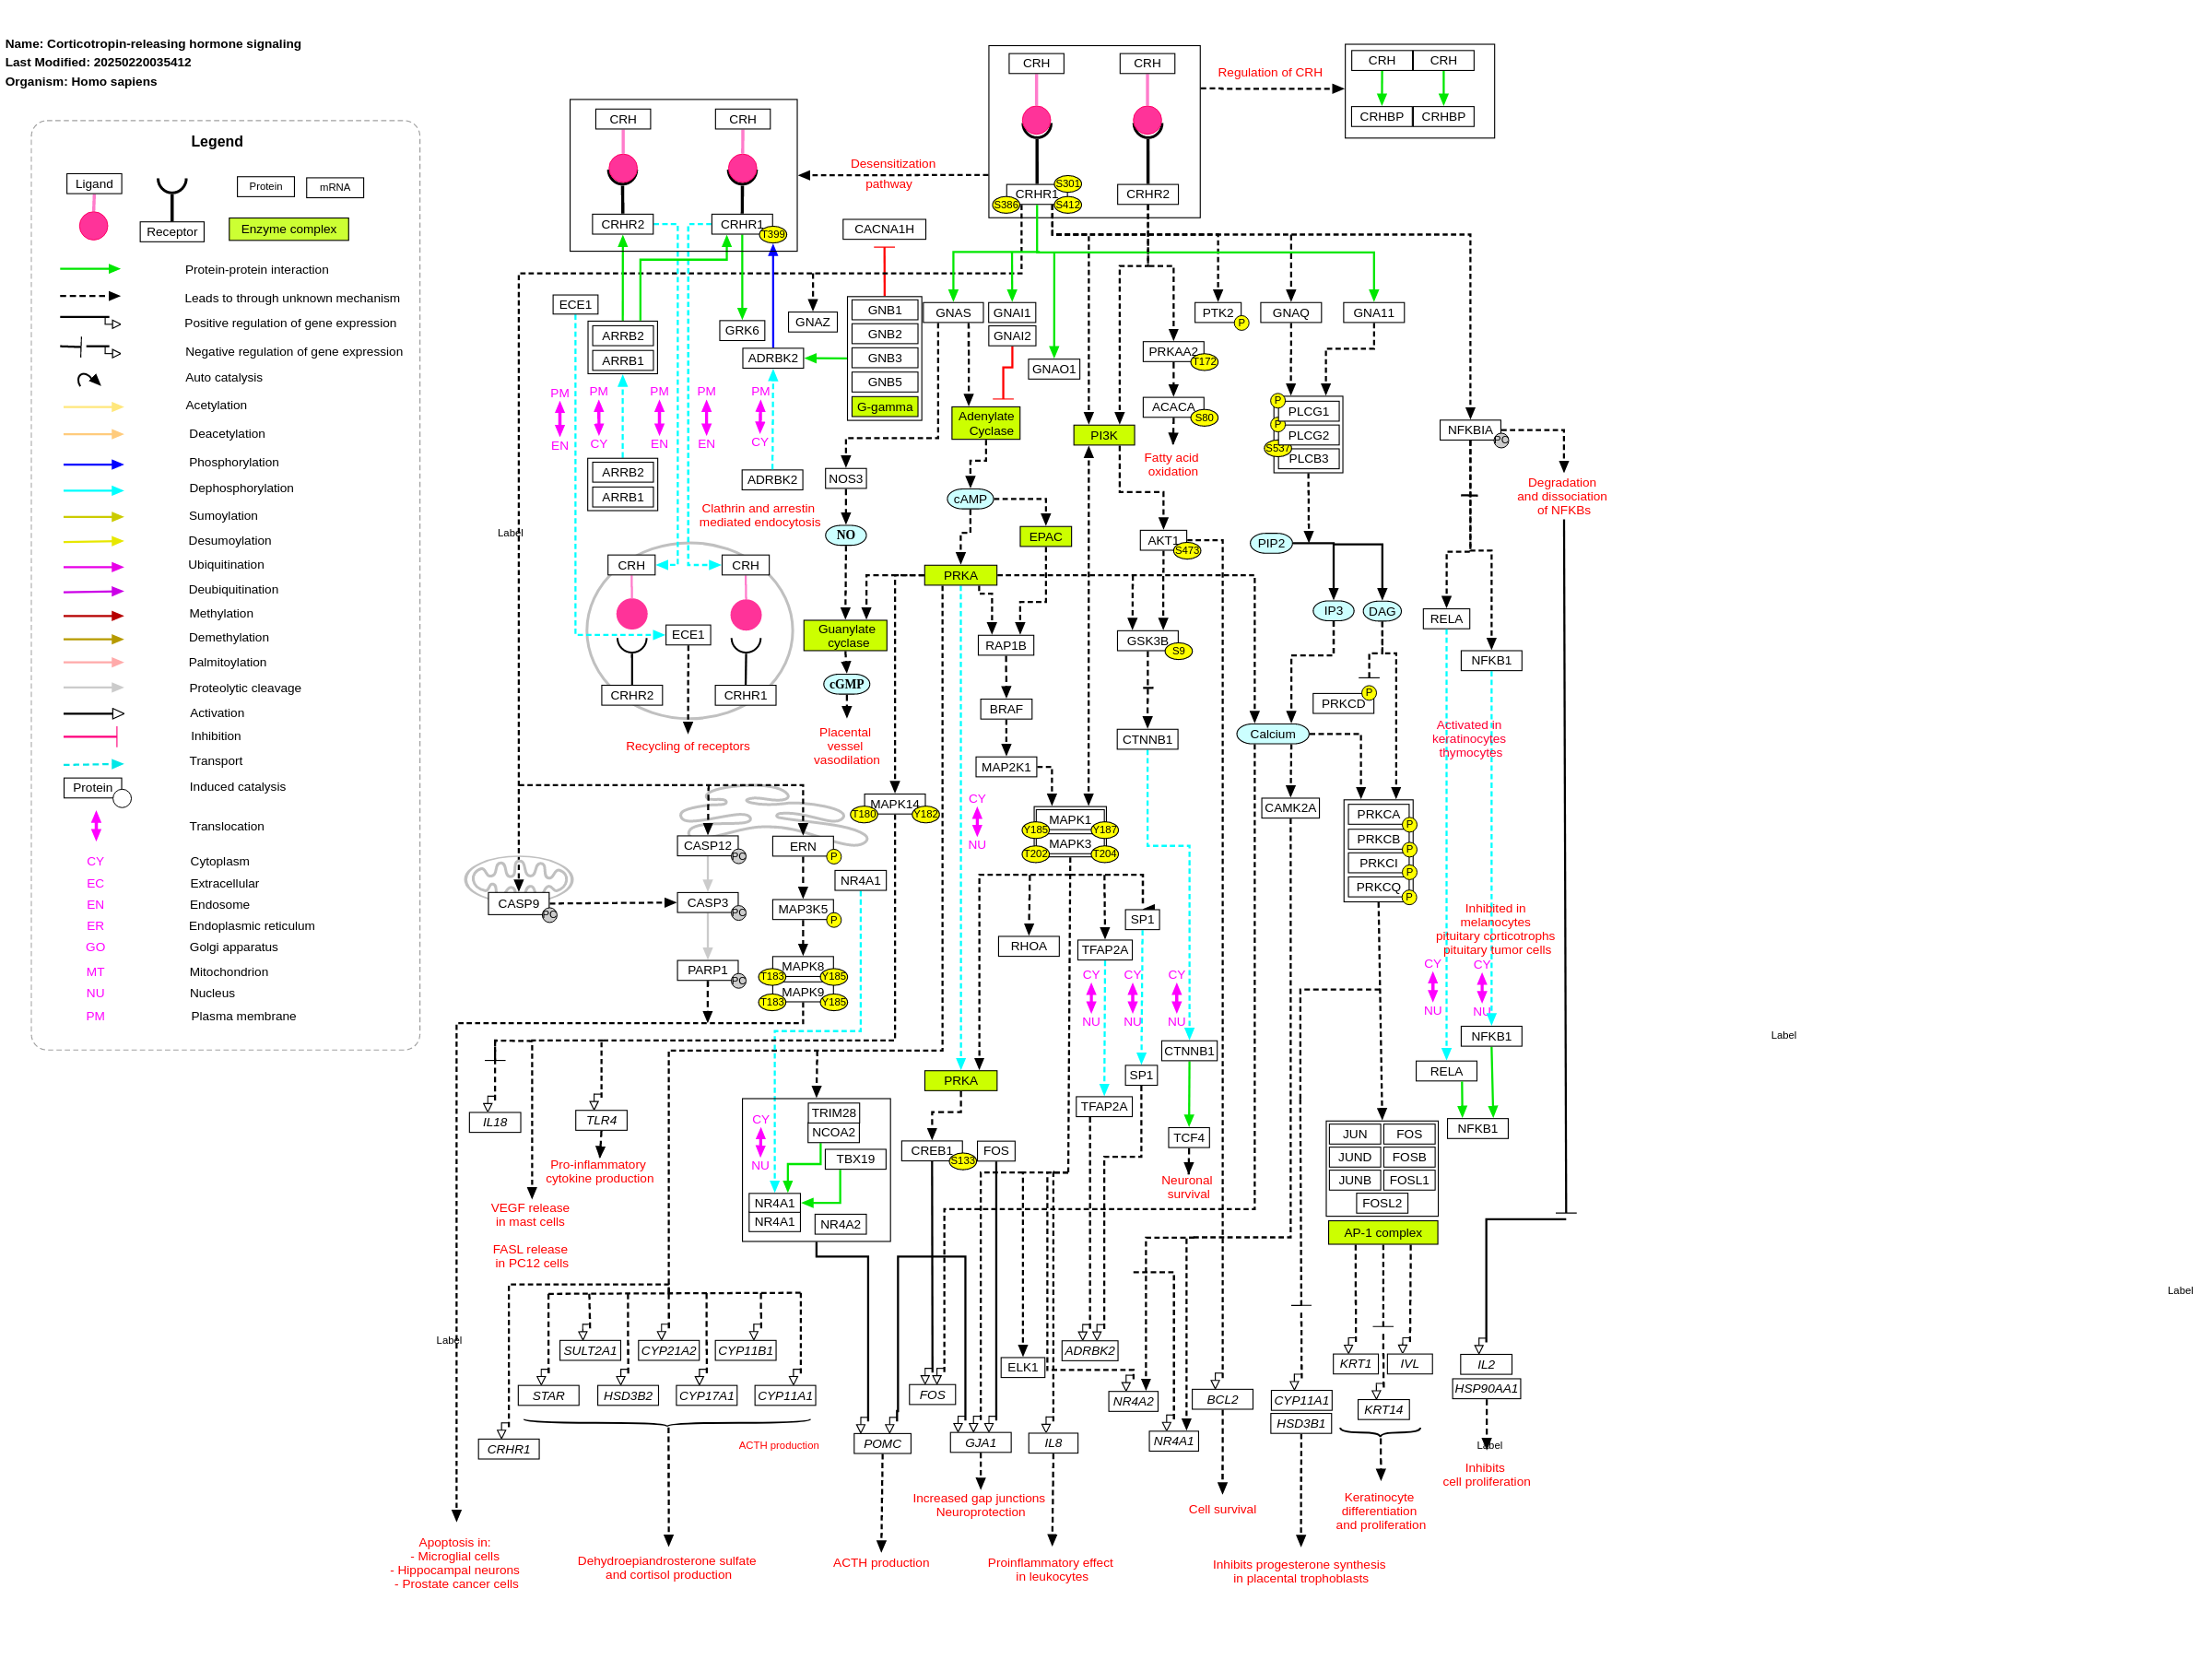 Name: Corticotropin-releasing hormone signaling
Last Modified: 20250220035412
Organism: Homo sapiens
Legend
Ligand
Receptor
Protein
mRNA
Enzyme complex
Protein-protein interaction
Leads to through unknown mechanism
Positive regulation of gene expression
Negative regulation of gene expression
Auto catalysis
Acetylation
Deacetylation
Phosphorylation
Dephosphorylation
Sumoylation
Desumoylation
Ubiquitination
Deubiquitination
Methylation
Demethylation
Palmitoylation
Proteolytic cleavage
Activation
Inhibition
Transport
Protein
Induced catalysis
Translocation
CY Cytoplasm
EC Extracellular
EN Endosome
ER Endoplasmic reticulum
GO Golgi apparatus
MT Mitochondrion
NU Nucleus
PM Plasma membrane
CRH
CRH
CRHR2
CRHR1
T399
Desensitization
pathway
CRH
CRH
CRHR1
S301
S386
S412
CRHR2
Regulation of CRH
CRH
CRH
CRHBP
CRHBP
CACNA1H
ECE1
ARRB2
ARRB1
GRK6
GNAZ
ADRBK2
GNB1
GNB2
GNB3
GNB5
G-gamma
GNAS
GNAI1
GNAI2
GNAO1
PRKAA2
T172
ACACA
S80
PTK2
P
GNAQ
GNA11
PM
EN
PM
CY
PM
EN
PM
EN
PM
CY
ARRB2
ARRB1
ADRBK2
NOS3
Adenylate
Cyclase
PI3K
Fatty acid
oxidation
P
PLCG1
P
PLCG2
S537
PLCB3
NFKBIA
PC
Degradation
and dissociation
of NFKBs
Clathrin and arrestin
mediated endocytosis
Label
NO
cAMP
EPAC
AKT1
S473
PIP2
CRH
CRH
ECE1
CRHR2
CRHR1
Recycling of receptors
PRKA
Guanylate
cyclase
cGMP
Placental
vessel
vasodilation
RAP1B
BRAF
MAP2K1
GSK3B
S9
CTNNB1
IP3
DAG
PRKCD
P
Calcium
RELA
NFKB1
Activated in
keratinocytes
thymocytes
MAPK14
T180
Y182
CY
NU
MAPK1
Y185
Y187
MAPK3
T202
T204
CAMK2A
PRKCA
P
PRKCB
P
PRKCI
P
PRKCQ
P
CASP12
PC
ERN
P
NR4A1
CASP9
PC
CASP3
PC
MAP3K5
P
PARP1
PC
MAPK8
T183
Y185
MAPK9
T183
Y185
RHOA
TFAP2A
SP1
CY
NU
CY
NU
CY
NU
Inhibited in
melanocytes
pituitary corticotrophs
pituitary tumor cells
CY
NU
CY
NU
NFKB1
RELA
NFKB1
Label
CTNNB1
SP1
TFAP2A
TCF4
Neuronal
survival
PRKA
CREB1
S133
FOS
IL18
TLR4
Pro-inflammatory
cytokine production
VEGF release
in mast cells
FASL release
in PC12 cells
CY
NU
TRIM28
NCOA2
TBX19
NR4A1
NR4A1
NR4A2
JUN
FOS
JUND
FOSB
JUNB
FOSL1
FOSL2
AP-1 complex
Label
Label
SULT2A1
CYP21A2
CYP11B1
STAR
HSD3B2
CYP17A1
CYP11A1
CRHR1
ACTH production
FOS
ELK1
ADRBK2
NR4A2
NR4A1
BCL2
POMC
GJA1
IL8
CYP11A1
HSD3B1
KRT1
IVL
KRT14
IL2
HSP90AA1
Label
Inhibits
cell proliferation
Increased gap junctions
Neuroprotection
Cell survival
Keratinocyte
differentiation
and proliferation
Apoptosis in:
- Microglial cells
- Hippocampal neurons
- Prostate cancer cells
Dehydroepiandrosterone sulfate
and cortisol production
ACTH production
Proinflammatory effect
in leukocytes
Inhibits progesterone synthesis
in placental trophoblasts